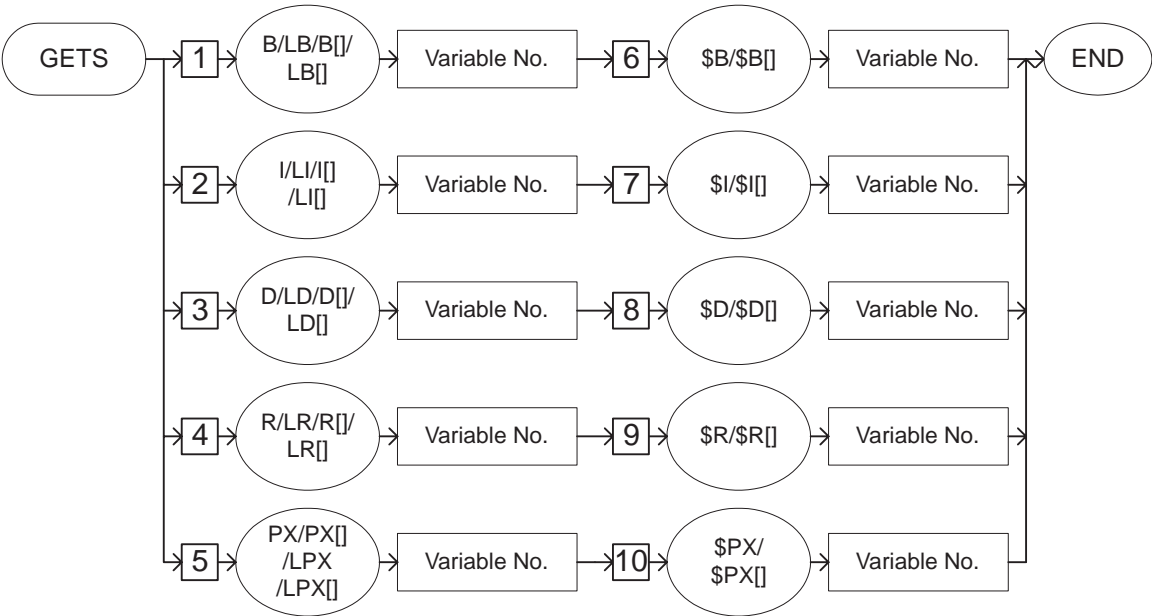 GETS
1
B/LB/B[]/
LB[]
Variable No.
6
$B/$B[]
Variable No.
END
2
I/LI/I[]
/LI[]
Variable No.
7
$I/$I[]
Variable No.
3
D/LD/D[]/
LD[]
Variable No.
8
$D/$D[]
Variable No.
4
R/LR/R[]/
LR[]
Variable No.
9
$R/$R[]
Variable No.
5
PX/PX[]
/LPX
/LPX[]
Variable No.
10
$PX/
$PX[]
Variable No.